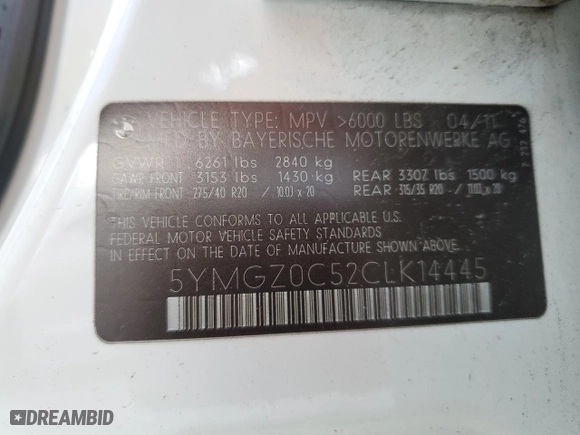 VEHICLE TYPE: MPV >6000 LBS 04/11
BY BAYERISCHE MOTORENWERKE AG
GVWR 6261 lbs 2840 kg
GAWR FRONT 3153 lbs 1430 kg REAR 3307 lbs 1500 kg
TIRE/RIM FRONT 275/40 R20 -/ 10.0J x 20 REAR 315/35 R20 -/ 11.0J x 20
THIS VEHICLE CONFORMS TO ALL APPLICABLE U.S.
FEDERAL MOTOR VEHICLE SAFETY STANDARDS
IN EFFECT ON THE DATE OF
MANUFACTURE SHOWN ABOVE.
5YMGZ0C52CLK14445
7 232 476
DREAMBID